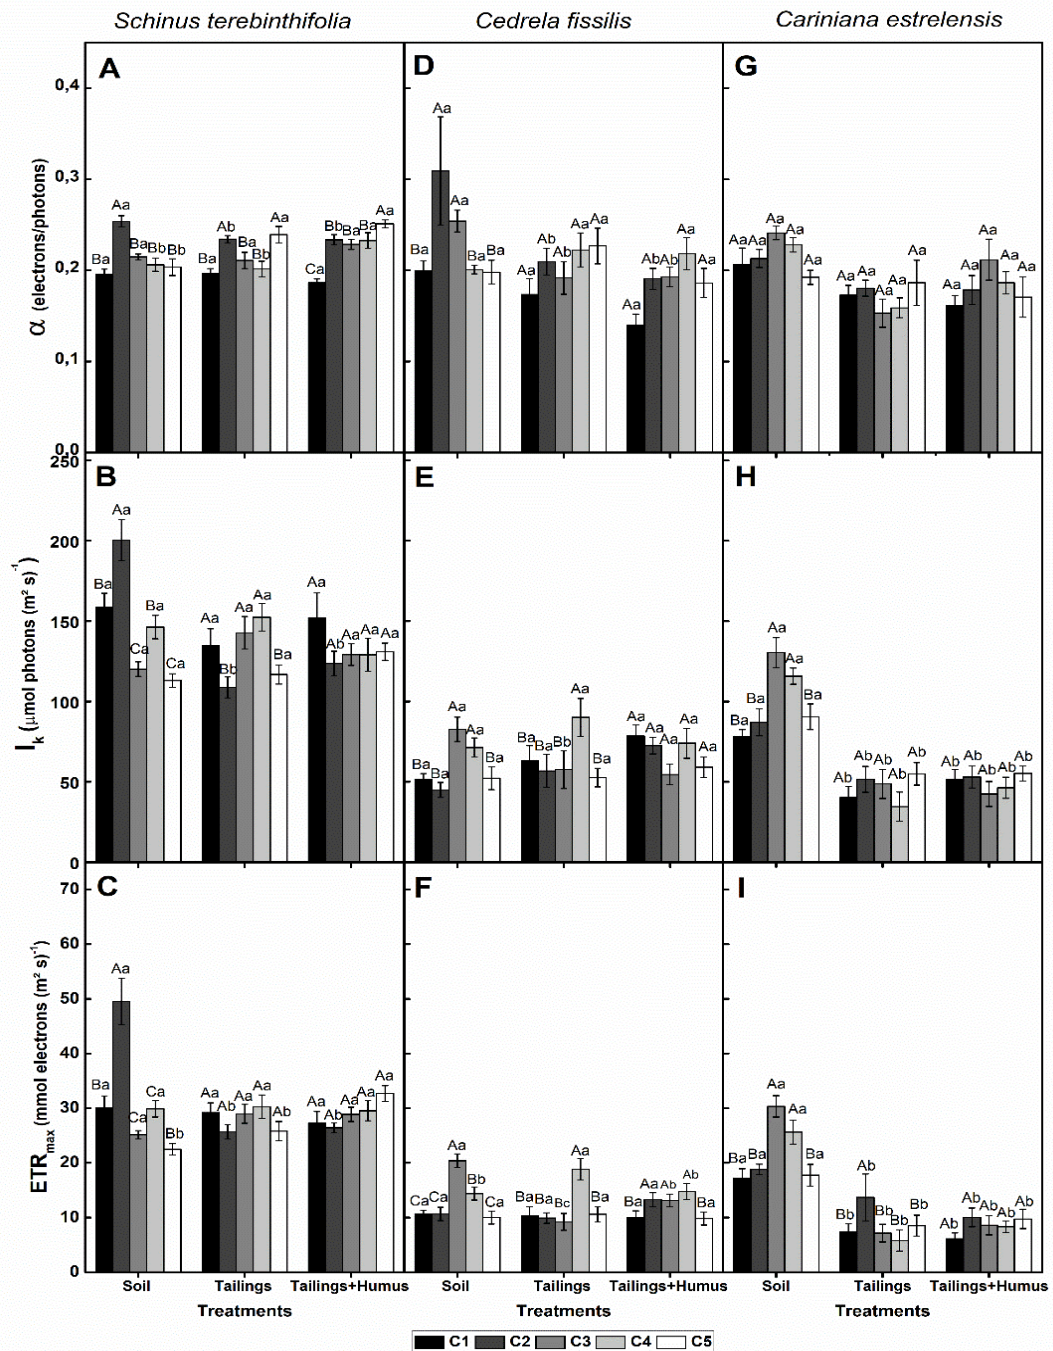 Schinus terebinthifolia Cedrela fissilis Cariniana estrelensis
A D G
α (electrons/photons)
0,4
0,3
0,2
0,1
0,0
Ba Aa Ba Bb Bb
Ba Ab Ba Bb Aa
Ca Bb Ba Ba Aa
Ba Aa Aa Ba Ba
Aa Ab Ab Aa Aa
Aa Ab Ab Aa Aa
Aa Aa Aa Aa Aa
Aa Aa Aa Aa Aa
Aa Aa Aa Aa Aa
B E H
Ik (µmol photons (m² s)-1
250
200
150
100
50
0
Ba Aa Ca Ba Ca
Aa Bb Aa Aa Ba
Aa Ab Aa Aa Aa
Ba Ba Aa Aa Ba
Ba Ba Bb Aa Ba
Aa Aa Aa Aa Aa
Ba Ba Aa Aa Ba
Ab Ab Ab Ab Ab
Ab Ab Ab Ab Ab
C F I
ETRmax (mmol electrons (m² s)-1)
70
60
50
40
30
20
10
0
Ba Aa Ca Ca Bb
Aa Ab Aa Aa Ab
Aa Ab Aa Aa Aa
Ca Ca Aa Bb Ca
Ba Ba Bc Aa Ba
Ba Aa Ab Ab Ba
Ba Ba Aa Aa Ba
Bb Ab Bb Bb Bb
Ab Ab Ab Ab Ab
Soil Tailings Tailings+Humus Soil Tailings Tailings+Humus Soil Tailings Tailings+Humus
Treatments Treatments Treatments
C1 C2 C3 C4 C5